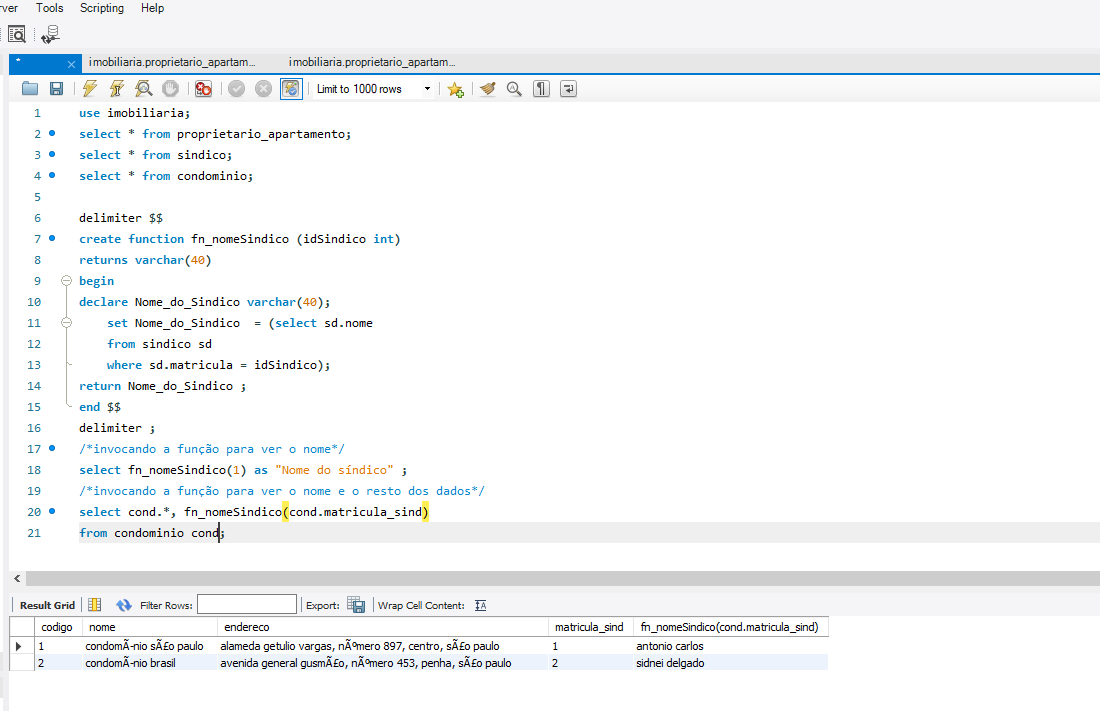 ver Tools Scripting Help
* imobiliaria.proprietario_apartam... imobiliaria.proprietario_apartam...
Limit to 1000 rows
1 use imobiliaria;
2 select * from proprietario_apartamento;
3 select * from sindico;
4 select * from condominio;
5
6 delimiter $$
7 create function fn_nomeSindico (idSindico int)
8 returns varchar(40)
9 begin
10 declare Nome_do_Sindico varchar(40);
11 set Nome_do_Sindico = (select sd.nome
12 from sindico sd
13 where sd.matricula = idSindico);
14 return Nome_do_Sindico ;
15 end $$
16 delimiter ;
17 /*invocando a função para ver o nome*/
18 select fn_nomeSindico(1) as "Nome do síndico" ;
19 /*invocando a função para ver o nome e o resto dos dados*/
20 select cond.*, fn_nomeSindico(cond.matricula_sind)
21 from condominio cond;
Result Grid Filter Rows: Export: Wrap Cell Content:
codigo nome endereco matricula_sind fn_nomeSindico(cond.matricula_sind)
1 condomÃ­nio sÃ£o paulo alameda getulio vargas, nÃºmero 897, centro, sÃ£o paulo 1 antonio carlos
2 condomÃ­nio brasil avenida general gusmÃ£o, nÃºmero 453, penha, sÃ£o paulo 2 sidnei delgado